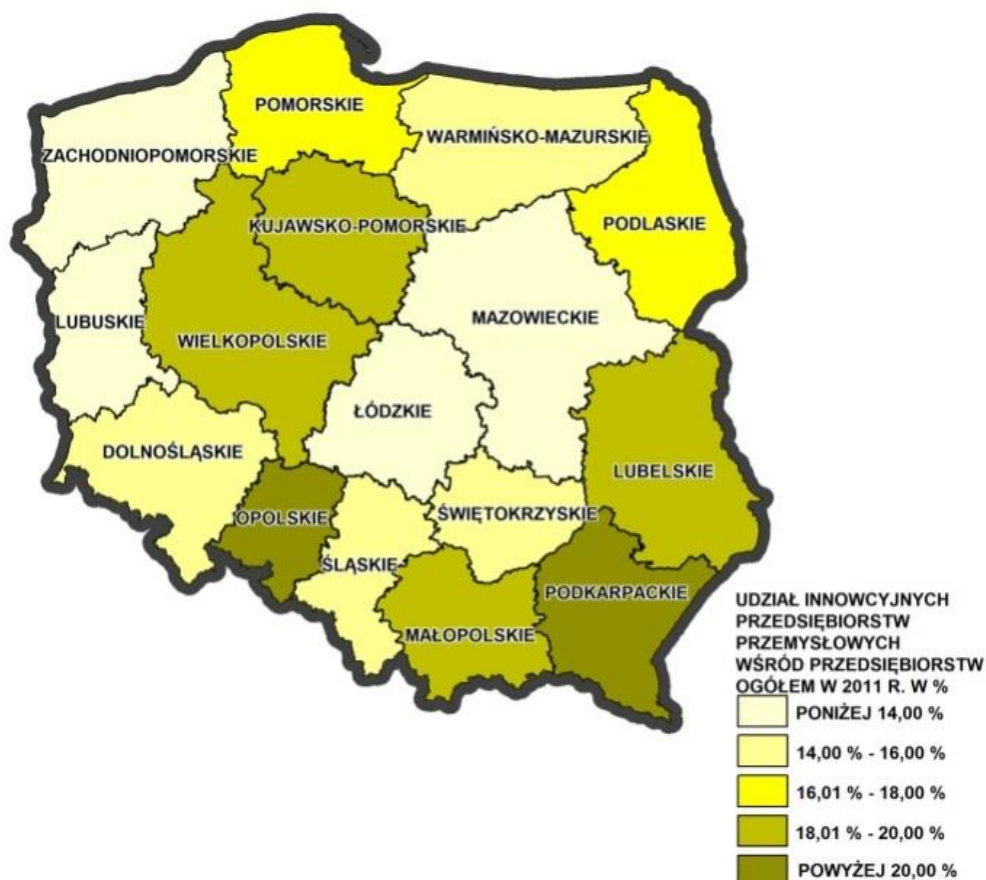 POMORSKIE
WARMIŃSKO-MAZURSKIE
ZACHODNIOPOMORSKIE
KUJAWSKO-POMORSKIE
PODLASKIE
LUBUSKIE
MAZOWIECKIE
WIELKOPOLSKIE
ŁÓDZKIE
DOLNOŚLĄSKIE
LUBELSKIE
OPOLSKIE
ŚWIĘTOKRZYSKIE
ŚLĄSKIE
PODKARPACKIE
MAŁOPOLSKIE
UDZIAŁ INNOWCYJNYCH
PRZEDSIĘBIORSTW
PRZEMYSŁOWYCH
WŚRÓD PRZEDSIĘBIORSTW
OGÓŁEM W 2011 R. W %
PONIŻEJ 14,00 %
14,00 % - 16,00 %
16,01 % - 18,00 %
18,01 % - 20,00 %
POWYŻEJ 20,00 %